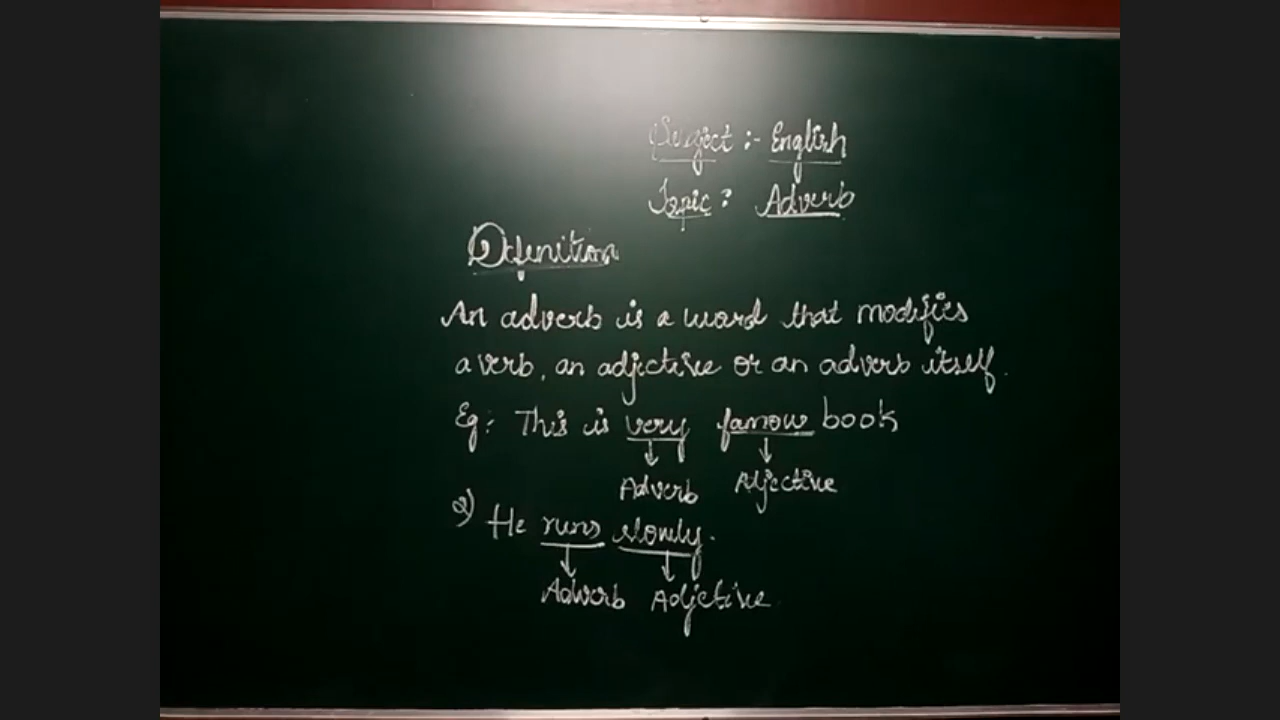 Subject :- English
Topic : Adverb
Definition
An adverb is a word that modifies
a verb, an adjective or an adverb itself.
Eg : This is very famous book
Adverb Adjective
2) He runs slowly.
Adverb Adjective